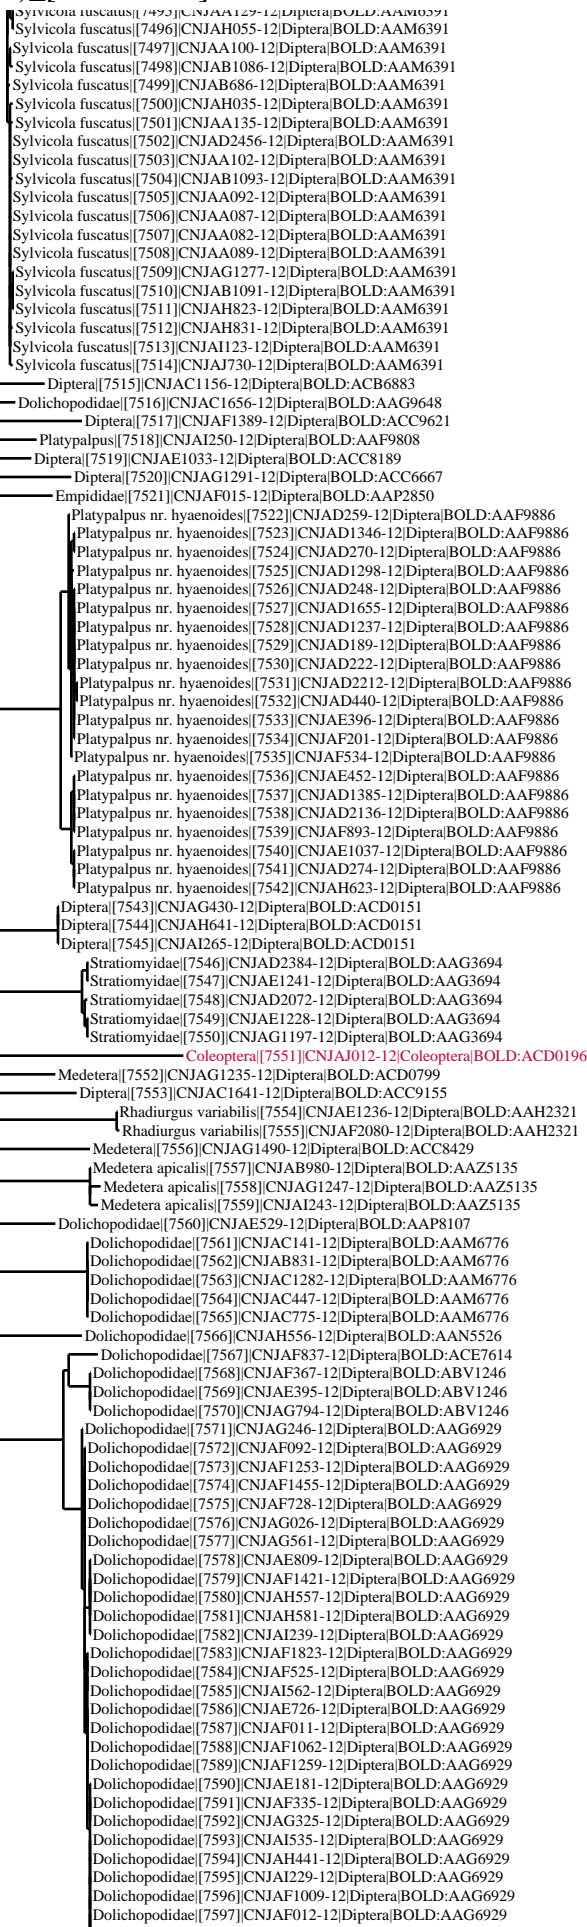 Sylvicola fuscatus|[7495]|CNJAA129-12|Diptera|BOLD:AAM6391
Sylvicola fuscatus|[7496]|CNJAH055-12|Diptera|BOLD:AAM6391
Sylvicola fuscatus|[7497]|CNJAA100-12|Diptera|BOLD:AAM6391
Sylvicola fuscatus|[7498]|CNJAB1086-12|Diptera|BOLD:AAM6391
Sylvicola fuscatus|[7499]|CNJAB686-12|Diptera|BOLD:AAM6391
Sylvicola fuscatus|[7500]|CNJAH035-12|Diptera|BOLD:AAM6391
Sylvicola fuscatus|[7501]|CNJAA135-12|Diptera|BOLD:AAM6391
Sylvicola fuscatus|[7502]|CNJAD2456-12|Diptera|BOLD:AAM6391
Sylvicola fuscatus|[7503]|CNJAA102-12|Diptera|BOLD:AAM6391
Sylvicola fuscatus|[7504]|CNJAB1093-12|Diptera|BOLD:AAM6391
Sylvicola fuscatus|[7505]|CNJAA092-12|Diptera|BOLD:AAM6391
Sylvicola fuscatus|[7506]|CNJAA087-12|Diptera|BOLD:AAM6391
Sylvicola fuscatus|[7507]|CNJAA082-12|Diptera|BOLD:AAM6391
Sylvicola fuscatus|[7508]|CNJAA089-12|Diptera|BOLD:AAM6391
Sylvicola fuscatus|[7509]|CNJAG1277-12|Diptera|BOLD:AAM6391
Sylvicola fuscatus|[7510]|CNJAB1091-12|Diptera|BOLD:AAM6391
Sylvicola fuscatus|[7511]|CNJAH823-12|Diptera|BOLD:AAM6391
Sylvicola fuscatus|[7512]|CNJAH831-12|Diptera|BOLD:AAM6391
Sylvicola fuscatus|[7513]|CNJAI123-12|Diptera|BOLD:AAM6391
Sylvicola fuscatus|[7514]|CNJAJ730-12|Diptera|BOLD:AAM6391
Diptera|[7515]|CNJAC1156-12|Diptera|BOLD:ACB6883
Dolichopodidae|[7516]|CNJAC1656-12|Diptera|BOLD:AAG9648
Diptera|[7517]|CNJAF1389-12|Diptera|BOLD:ACC9621
Platypalpus|[7518]|CNJAI250-12|Diptera|BOLD:AAF9808
Diptera|[7519]|CNJAE1033-12|Diptera|BOLD:ACC8189
Diptera|[7520]|CNJAG1291-12|Diptera|BOLD:ACC6667
Empididae|[7521]|CNJAF015-12|Diptera|BOLD:AAP2850
Platypalpus nr. hyaenoides|[7522]|CNJAD259-12|Diptera|BOLD:AAF9886
Platypalpus nr. hyaenoides|[7523]|CNJAD1346-12|Diptera|BOLD:AAF9886
Platypalpus nr. hyaenoides|[7524]|CNJAD270-12|Diptera|BOLD:AAF9886
Platypalpus nr. hyaenoides|[7525]|CNJAD1298-12|Diptera|BOLD:AAF9886
Platypalpus nr. hyaenoides|[7526]|CNJAD248-12|Diptera|BOLD:AAF9886
Platypalpus nr. hyaenoides|[7527]|CNJAD1655-12|Diptera|BOLD:AAF9886
Platypalpus nr. hyaenoides|[7528]|CNJAD1237-12|Diptera|BOLD:AAF9886
Platypalpus nr. hyaenoides|[7529]|CNJAD189-12|Diptera|BOLD:AAF9886
Platypalpus nr. hyaenoides|[7530]|CNJAD222-12|Diptera|BOLD:AAF9886
Platypalpus nr. hyaenoides|[7531]|CNJAD2212-12|Diptera|BOLD:AAF9886
Platypalpus nr. hyaenoides|[7532]|CNJAD440-12|Diptera|BOLD:AAF9886
Platypalpus nr. hyaenoides|[7533]|CNJAE396-12|Diptera|BOLD:AAF9886
Platypalpus nr. hyaenoides|[7534]|CNJAF201-12|Diptera|BOLD:AAF9886
Platypalpus nr. hyaenoides|[7535]|CNJAF534-12|Diptera|BOLD:AAF9886
Platypalpus nr. hyaenoides|[7536]|CNJAE452-12|Diptera|BOLD:AAF9886
Platypalpus nr. hyaenoides|[7537]|CNJAD1385-12|Diptera|BOLD:AAF9886
Platypalpus nr. hyaenoides|[7538]|CNJAD2136-12|Diptera|BOLD:AAF9886
Platypalpus nr. hyaenoides|[7539]|CNJAF893-12|Diptera|BOLD:AAF9886
Platypalpus nr. hyaenoides|[7540]|CNJAE1037-12|Diptera|BOLD:AAF9886
Platypalpus nr. hyaenoides|[7541]|CNJAD274-12|Diptera|BOLD:AAF9886
Platypalpus nr. hyaenoides|[7542]|CNJAH623-12|Diptera|BOLD:AAF9886
Diptera|[7543]|CNJAG430-12|Diptera|BOLD:ACD0151
Diptera|[7544]|CNJAH641-12|Diptera|BOLD:ACD0151
Diptera|[7545]|CNJAI265-12|Diptera|BOLD:ACD0151
Stratiomyidae|[7546]|CNJAD2384-12|Diptera|BOLD:AAG3694
Stratiomyidae|[7547]|CNJAE1241-12|Diptera|BOLD:AAG3694
Stratiomyidae|[7548]|CNJAD2072-12|Diptera|BOLD:AAG3694
Stratiomyidae|[7549]|CNJAE1228-12|Diptera|BOLD:AAG3694
Stratiomyidae|[7550]|CNJAG1197-12|Diptera|BOLD:AAG3694
Coleoptera|[7551]|CNJAJ012-12|Coleoptera|BOLD:ACD0196
Medetera|[7552]|CNJAG1235-12|Diptera|BOLD:ACD0799
Diptera|[7553]|CNJAC1641-12|Diptera|BOLD:ACC9155
Rhadiurgus variabilis|[7554]|CNJAE1236-12|Diptera|BOLD:AAH2321
Rhadiurgus variabilis|[7555]|CNJAF2080-12|Diptera|BOLD:AAH2321
Medetera|[7556]|CNJAG1490-12|Diptera|BOLD:ACC8429
Medetera apicalis|[7557]|CNJAB980-12|Diptera|BOLD:AAZ5135
Medetera apicalis|[7558]|CNJAG1247-12|Diptera|BOLD:AAZ5135
Medetera apicalis|[7559]|CNJAI243-12|Diptera|BOLD:AAZ5135
Dolichopodidae|[7560]|CNJAE529-12|Diptera|BOLD:AAP8107
Dolichopodidae|[7561]|CNJAC141-12|Diptera|BOLD:AAM6776
Dolichopodidae|[7562]|CNJAB831-12|Diptera|BOLD:AAM6776
Dolichopodidae|[7563]|CNJAC1282-12|Diptera|BOLD:AAM6776
Dolichopodidae|[7564]|CNJAC447-12|Diptera|BOLD:AAM6776
Dolichopodidae|[7565]|CNJAC775-12|Diptera|BOLD:AAM6776
Dolichopodidae|[7566]|CNJAH556-12|Diptera|BOLD:AAN5526
Dolichopodidae|[7567]|CNJAF837-12|Diptera|BOLD:ACE7614
Dolichopodidae|[7568]|CNJAF367-12|Diptera|BOLD:ABV1246
Dolichopodidae|[7569]|CNJAE395-12|Diptera|BOLD:ABV1246
Dolichopodidae|[7570]|CNJAG794-12|Diptera|BOLD:ABV1246
Dolichopodidae|[7571]|CNJAG246-12|Diptera|BOLD:AAG6929
Dolichopodidae|[7572]|CNJAF092-12|Diptera|BOLD:AAG6929
Dolichopodidae|[7573]|CNJAF1253-12|Diptera|BOLD:AAG6929
Dolichopodidae|[7574]|CNJAF1455-12|Diptera|BOLD:AAG6929
Dolichopodidae|[7575]|CNJAF728-12|Diptera|BOLD:AAG6929
Dolichopodidae|[7576]|CNJAG026-12|Diptera|BOLD:AAG6929
Dolichopodidae|[7577]|CNJAG561-12|Diptera|BOLD:AAG6929
Dolichopodidae|[7578]|CNJAE809-12|Diptera|BOLD:AAG6929
Dolichopodidae|[7579]|CNJAF1421-12|Diptera|BOLD:AAG6929
Dolichopodidae|[7580]|CNJAH557-12|Diptera|BOLD:AAG6929
Dolichopodidae|[7581]|CNJAH581-12|Diptera|BOLD:AAG6929
Dolichopodidae|[7582]|CNJAI239-12|Diptera|BOLD:AAG6929
Dolichopodidae|[7583]|CNJAF1823-12|Diptera|BOLD:AAG6929
Dolichopodidae|[7584]|CNJAF525-12|Diptera|BOLD:AAG6929
Dolichopodidae|[7585]|CNJAI562-12|Diptera|BOLD:AAG6929
Dolichopodidae|[7586]|CNJAE726-12|Diptera|BOLD:AAG6929
Dolichopodidae|[7587]|CNJAF011-12|Diptera|BOLD:AAG6929
Dolichopodidae|[7588]|CNJAF1062-12|Diptera|BOLD:AAG6929
Dolichopodidae|[7589]|CNJAF1259-12|Diptera|BOLD:AAG6929
Dolichopodidae|[7590]|CNJAE181-12|Diptera|BOLD:AAG6929
Dolichopodidae|[7591]|CNJAF335-12|Diptera|BOLD:AAG6929
Dolichopodidae|[7592]|CNJAG325-12|Diptera|BOLD:AAG6929
Dolichopodidae|[7593]|CNJAI535-12|Diptera|BOLD:AAG6929
Dolichopodidae|[7594]|CNJAH441-12|Diptera|BOLD:AAG6929
Dolichopodidae|[7595]|CNJAI229-12|Diptera|BOLD:AAG6929
Dolichopodidae|[7596]|CNJAF1009-12|Diptera|BOLD:AAG6929
Dolichopodidae|[7597]|CNJAF012-12|Diptera|BOLD:AAG6929